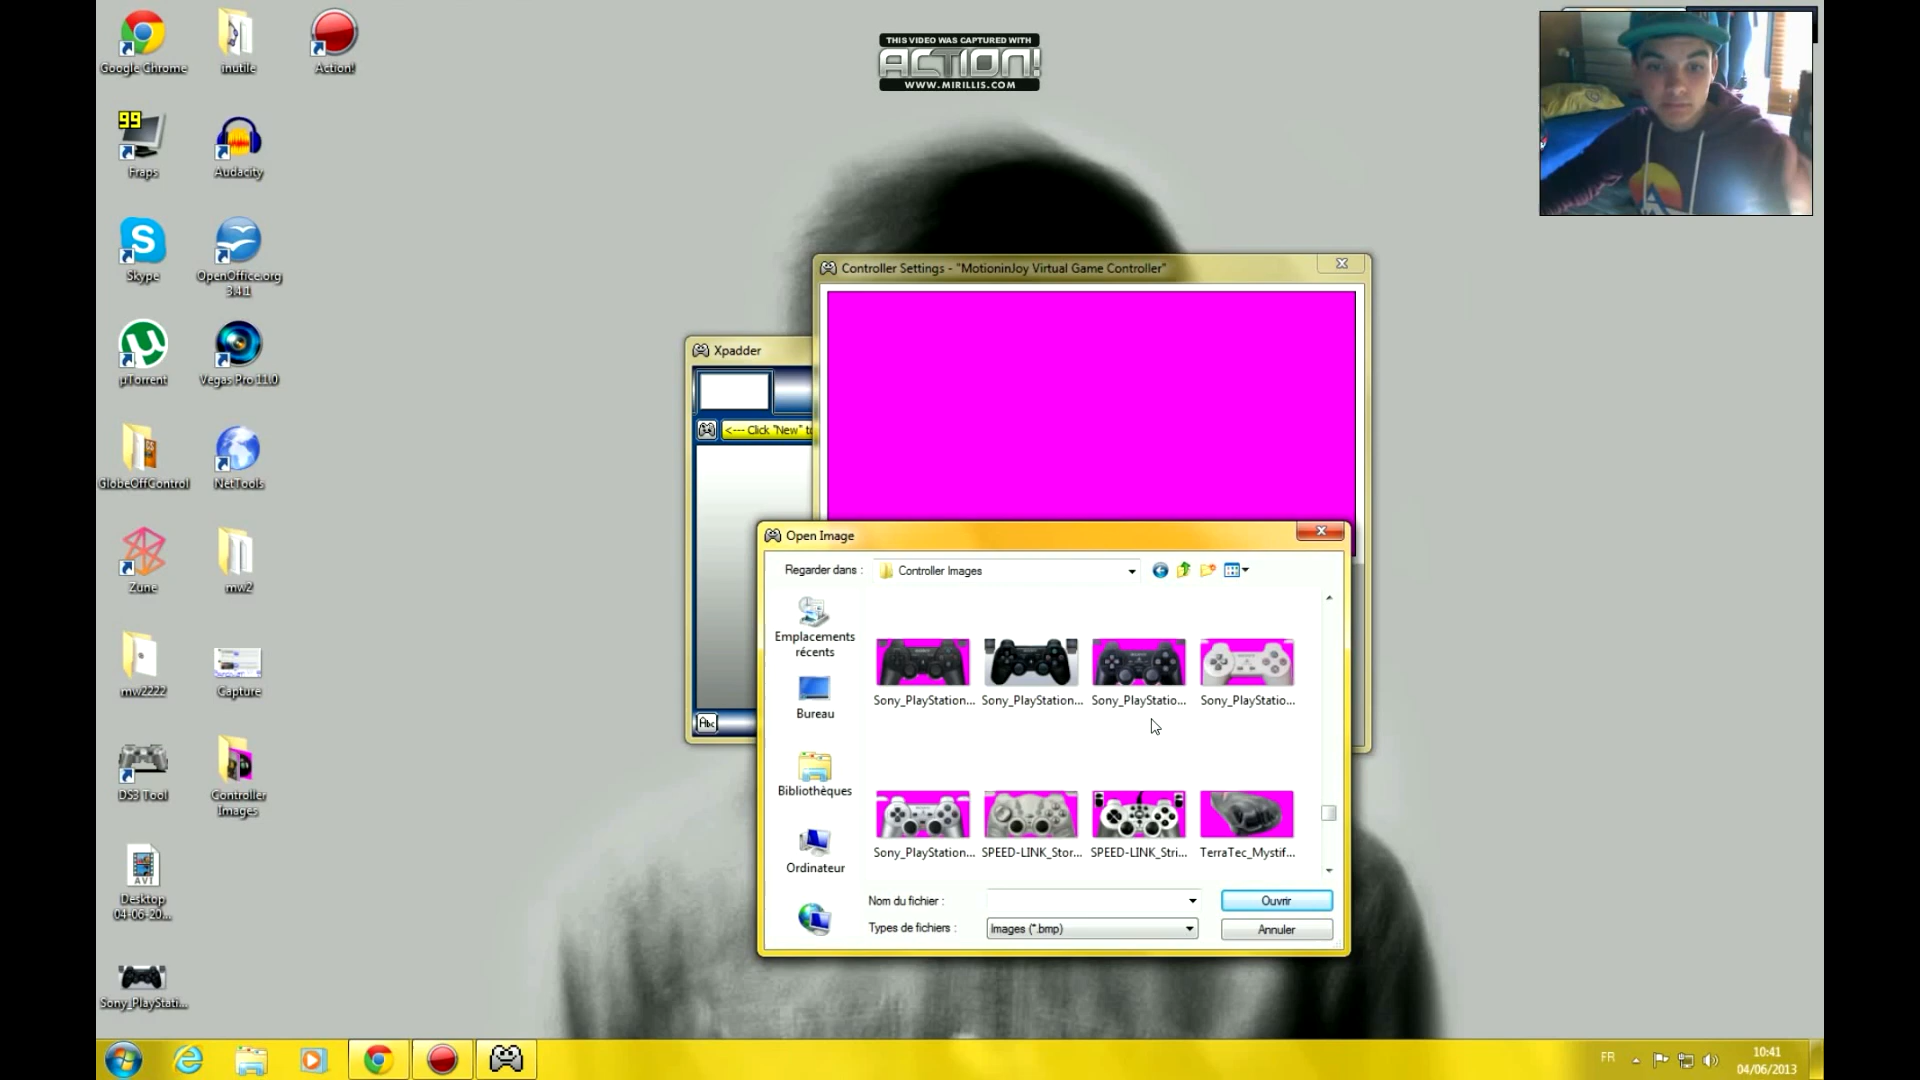 Google Chrome
inutile
Action!
THIS VIDEO WAS CAPTURED WITH
ACTION!
WWW.MIRILLIS.COM
99
Fraps
Audacity
Skype
OpenOffice.org
3.4.1
µTorrent
Vegas Pro 11.0
GlobeOffControl
NetTools
Zune
mw2
mw2222
Capture
DS3 Tool
Controller
Images
AVI
Desktop
04-06-20...
Sony_PlayStati...
Controller Settings - "MotioninJoy Virtual Game Controller"
Xpadder
<--- Click "New" t
Abc
Open Image
Regarder dans :
Controller Images
Emplacements
récents
Bureau
Bibliothèques
Ordinateur
Sony_PlayStation...
Sony_PlayStation...
Sony_PlayStatio...
Sony_PlayStatio...
Sony_PlayStation...
SPEED-LINK_Stor...
SPEED-LINK_Stri...
TerraTec_Mystif...
Nom du fichier :
Ouvrir
Types de fichiers :
Images (*.bmp)
Annuler
FR
10:41
04/06/2013